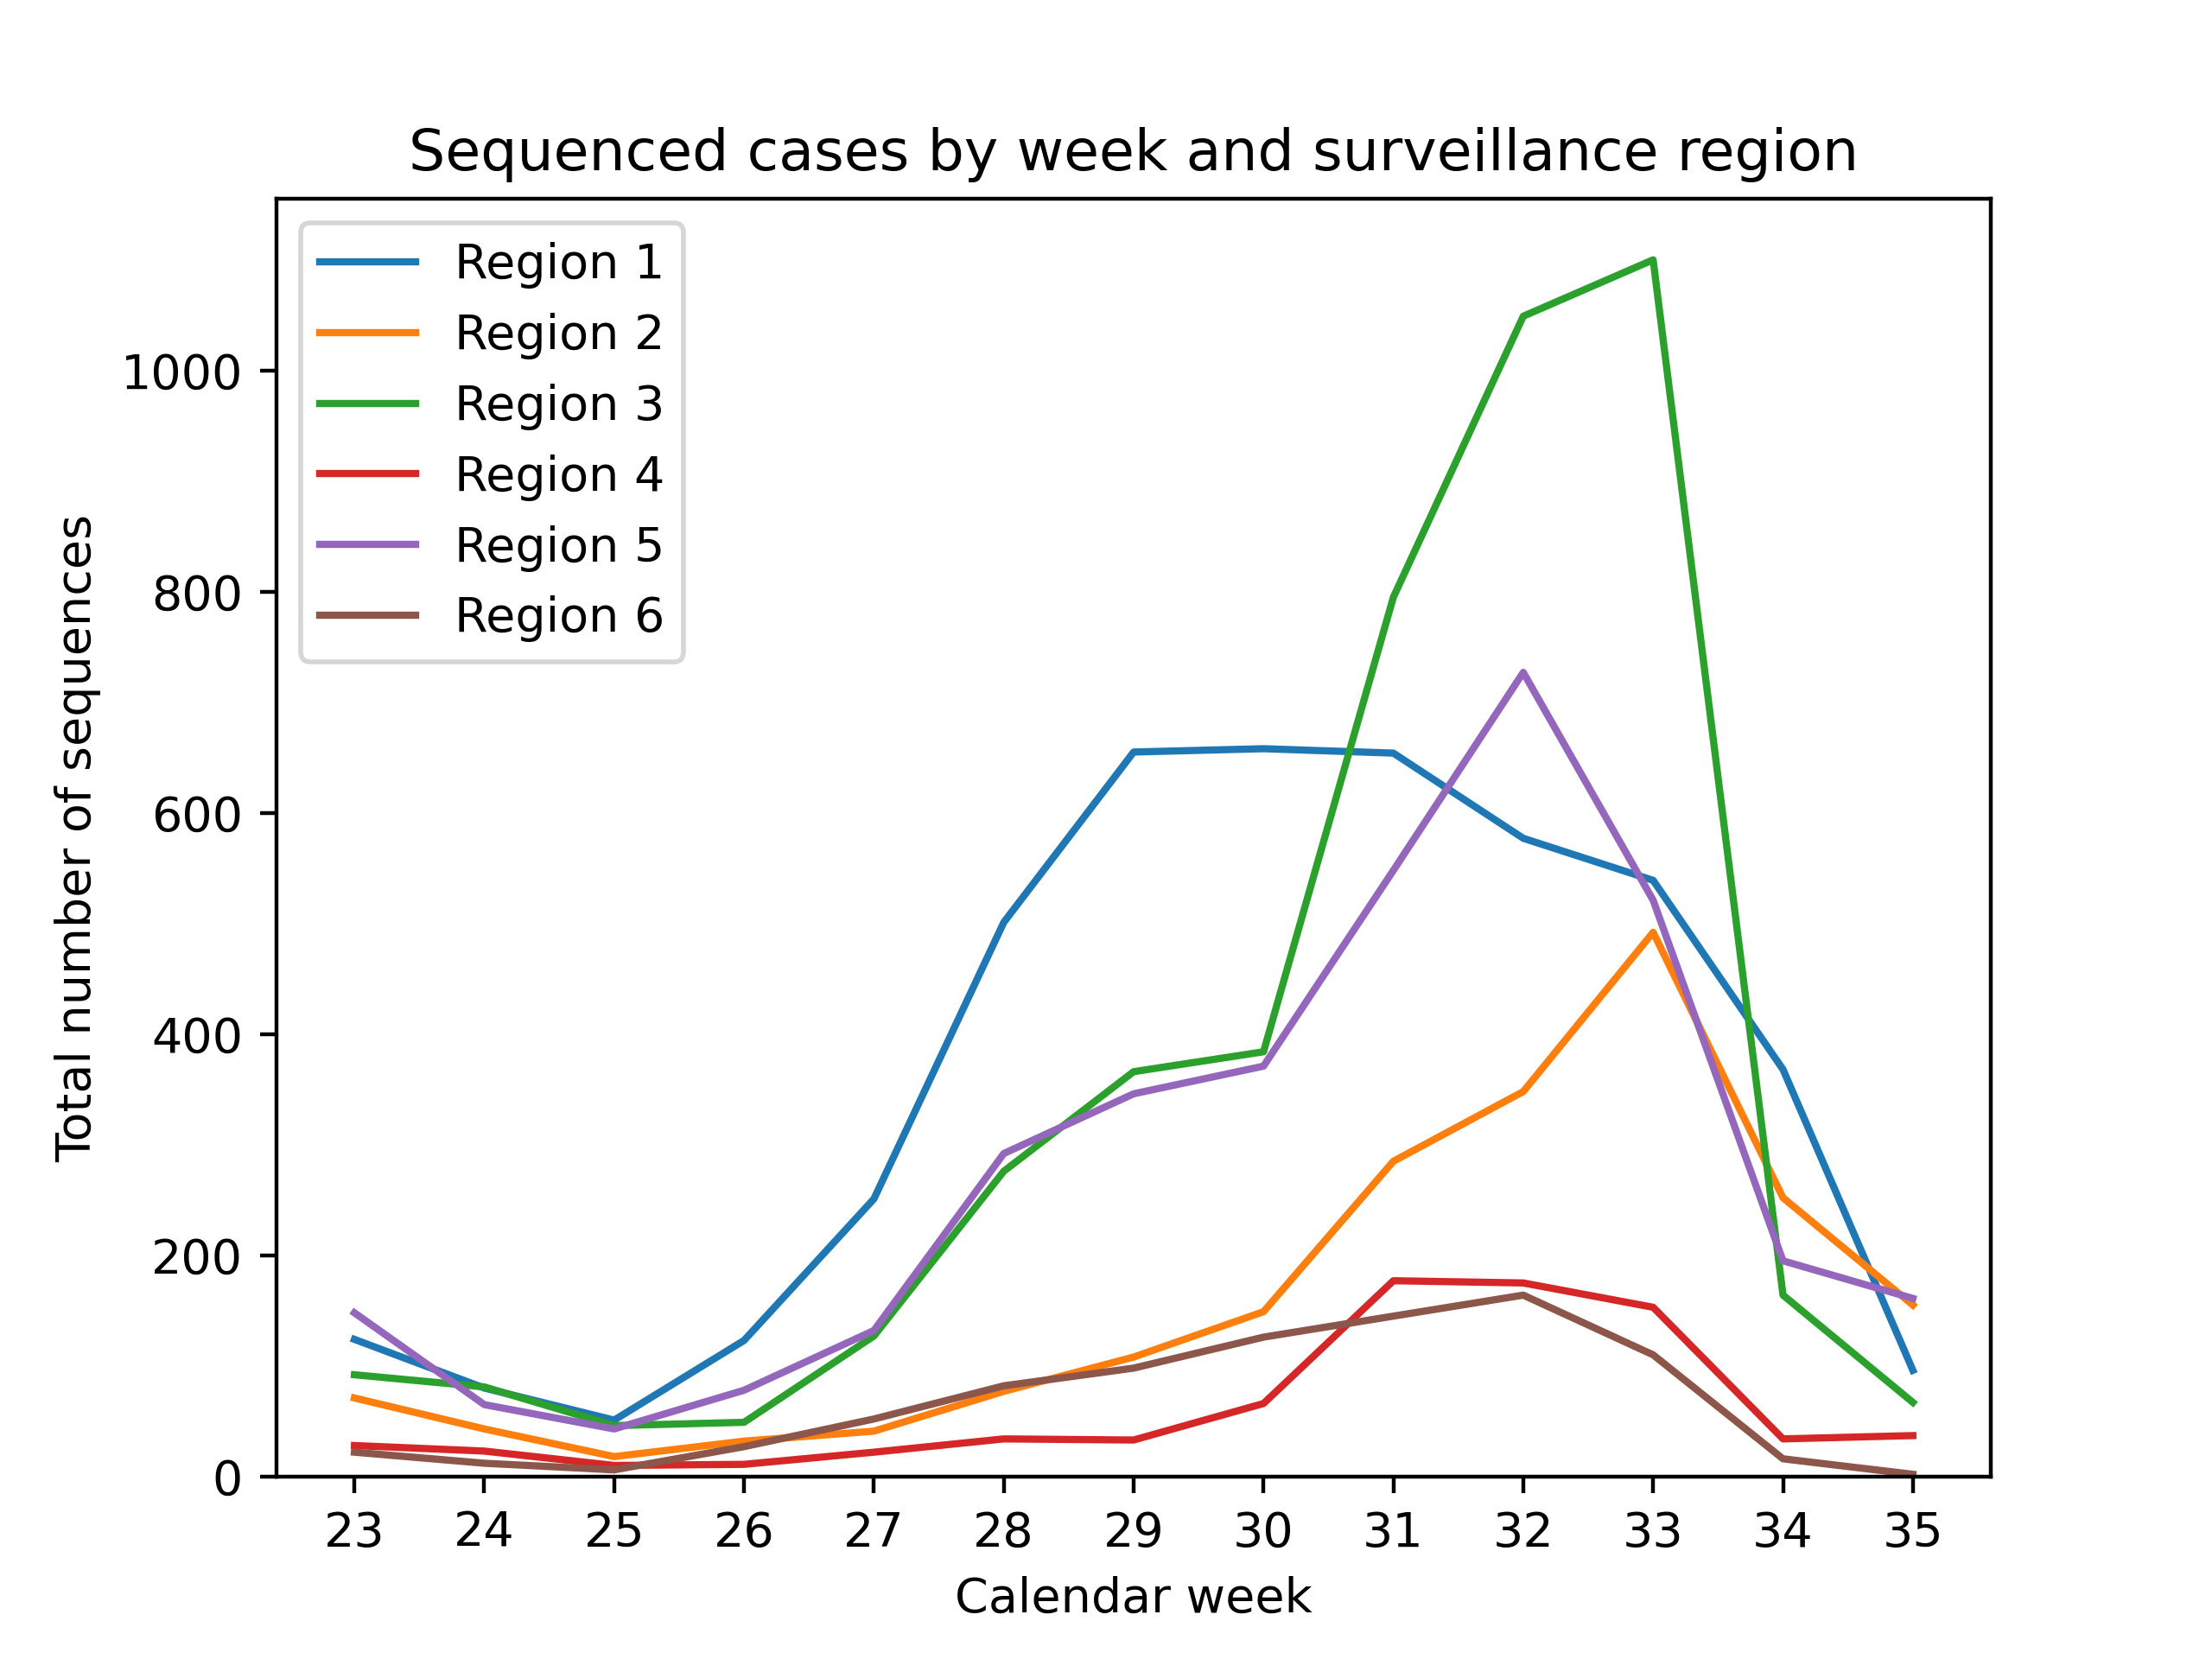 Sequenced cases by week and surveillance region
Region 1
Region 2
Region 3
Region 4
Region 5
Region 6
Total number of sequences
1000
800
600
400
200
0
23 24 25 26 27 28 29 30 31 32 33 34 35
Calendar week